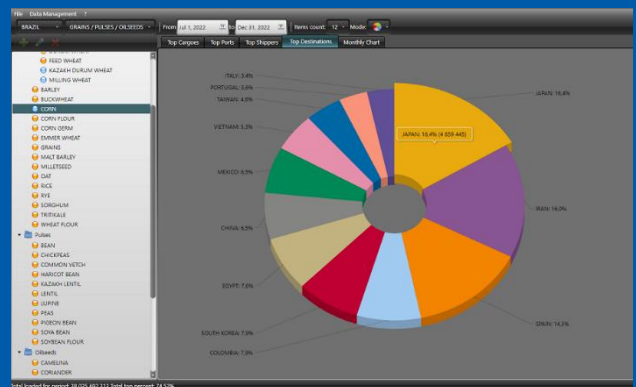 File Data Management ?
BRAZIL GRAINS / PULSES / OILSEEDS From: Jul 1, 2022 to Dec 31, 2022 Items count: 12 Mode:
Top Cargoes Top Ports Top Shippers Top Destinations Monthly Chart
FEED WHEAT
KAZAKH DURUM WHEAT
MILLING WHEAT
BARLEY
BUCKWHEAT
CORN
CORN FLOUR
CORN GERM
EMMER WHEAT
GRAINS
MALT BARLEY
MILLETSEED
OAT
RICE
RYE
SORGHUM
TRITIKALE
WHEAT FLOUR
Pulses
BEAN
CHICKPEAS
COMMON VETCH
HARICOT BEAN
KAZAKH LENTIL
LENTIL
LUPINE
PEAS
PIGEON BEAN
SOYA BEAN
SOYBEAN FLOUR
Oilseeds
CAMELINA
CORIANDER
ITALY: 3,4%
PORTUGAL: 3,6%
TAIWAN: 4,6%
VIETNAM: 5,3%
MEXICO: 6,5%
CHINA: 6,5%
EGYPT: 7,6%
SOUTH KOREA: 7,9%
COLOMBIA: 7,9%
SPAIN: 14,2%
IRAN: 16,0%
JAPAN: 16,4%
JAPAN: 16,4% (4 659 445)